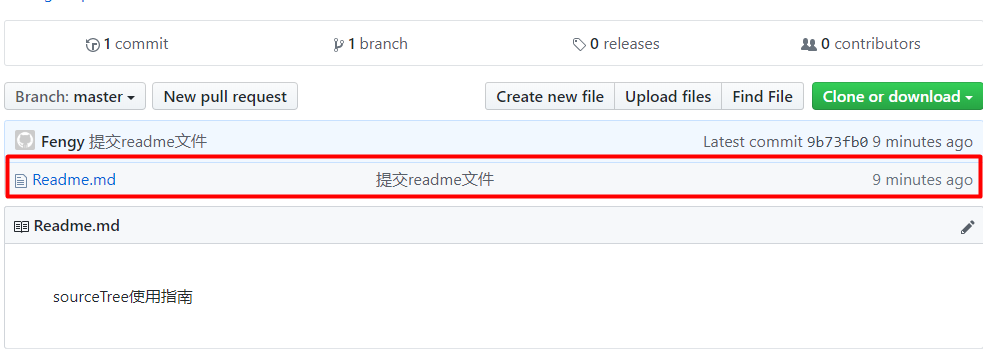 1 commit 1 branch 0 releases 0 contributors
Branch: master New pull request Create new file Upload files Find File Clone or download
Fengy 提交readme文件 Latest commit 9b73fb0 9 minutes ago
Readme.md 提交readme文件 9 minutes ago
Readme.md
sourceTree使用指南